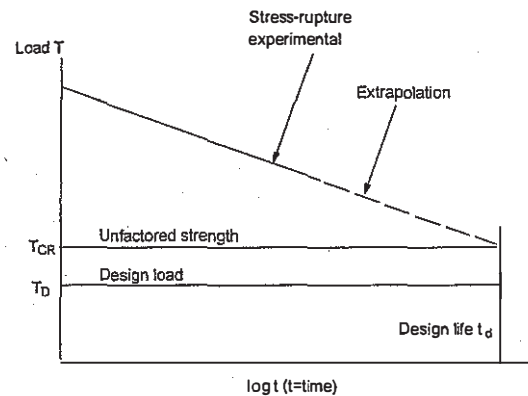 Stress-rupture
experimental
Load T
Extrapolation
Unfactored strength
T_CR
Design load
T_D
Design life t_d
log t (t=time)